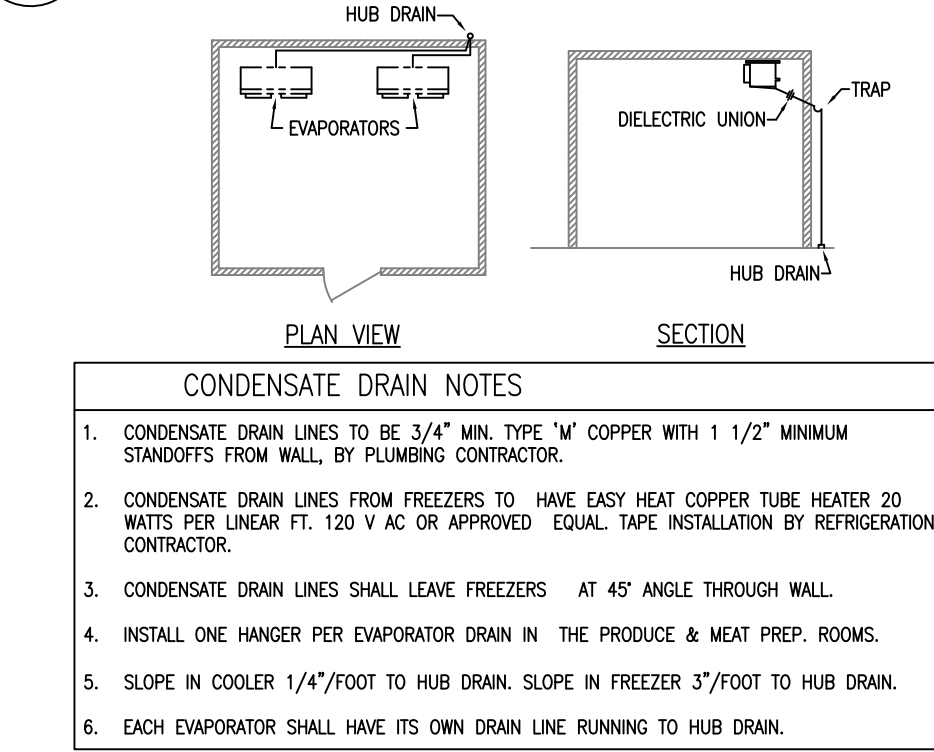 HUB DRAIN
EVAPORATORS
PLAN VIEW
TRAP
DIELECTRIC UNION
HUB DRAIN
SECTION
CONDENSATE DRAIN NOTES
1. CONDENSATE DRAIN LINES TO BE 3/4" MIN. TYPE 'M' COPPER WITH 1 1/2" MINIMUM
STANDOFFS FROM WALL, BY PLUMBING CONTRACTOR.
2. CONDENSATE DRAIN LINES FROM FREEZERS TO HAVE EASY HEAT COPPER TUBE HEATER 20
WATTS PER LINEAR FT. 120 V AC OR APPROVED EQUAL. TAPE INSTALLATION BY REFRIGERATION
CONTRACTOR.
3. CONDENSATE DRAIN LINES SHALL LEAVE FREEZERS AT 45° ANGLE THROUGH WALL.
4. INSTALL ONE HANGER PER EVAPORATOR DRAIN IN THE PRODUCE & MEAT PREP. ROOMS.
5. SLOPE IN COOLER 1/4"/FOOT TO HUB DRAIN. SLOPE IN FREEZER 3"/FOOT TO HUB DRAIN.
6. EACH EVAPORATOR SHALL HAVE ITS OWN DRAIN LINE RUNNING TO HUB DRAIN.